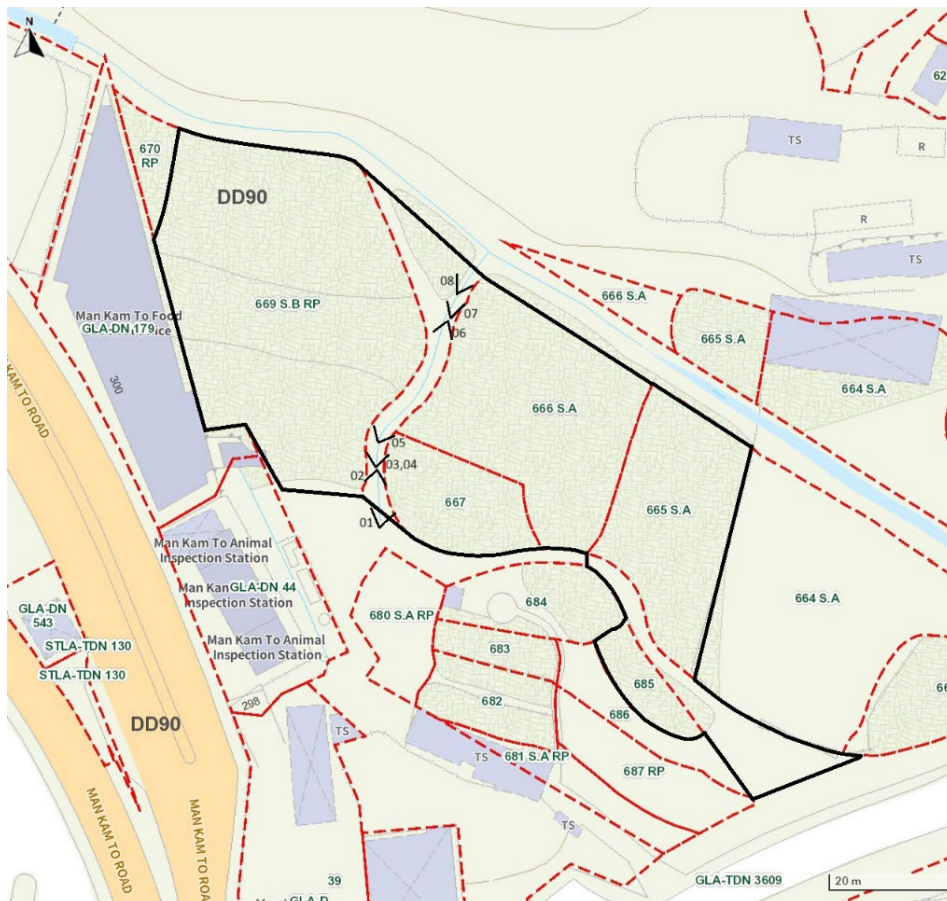 N
62
TS
R
670
RP
DD90
R
TS
08
666 S.A
07
669 S.B RP
665 S.A
Man Kam To Food
GLA-DN 179
ice
06
664 S.A
300
MAN KAM TO ROAD
666 S.A
05
03,04
02
667
665 S.A
01
Man Kam To Animal
Inspection Station
GLA-DN 44
Inspection Station
664 S.A
GLA-DN
543
684
680 S.A RP
STLA-TDN 130
Man Kam To Animal
Inspection Station
683
STLA-TDN 130
685
682
298
686
DD90
TS
TS
681 S.A RP
687 RP
TS
MAN KAM TO ROAD
MAN KAM TO
39
GLA-TDN 3609
20 m